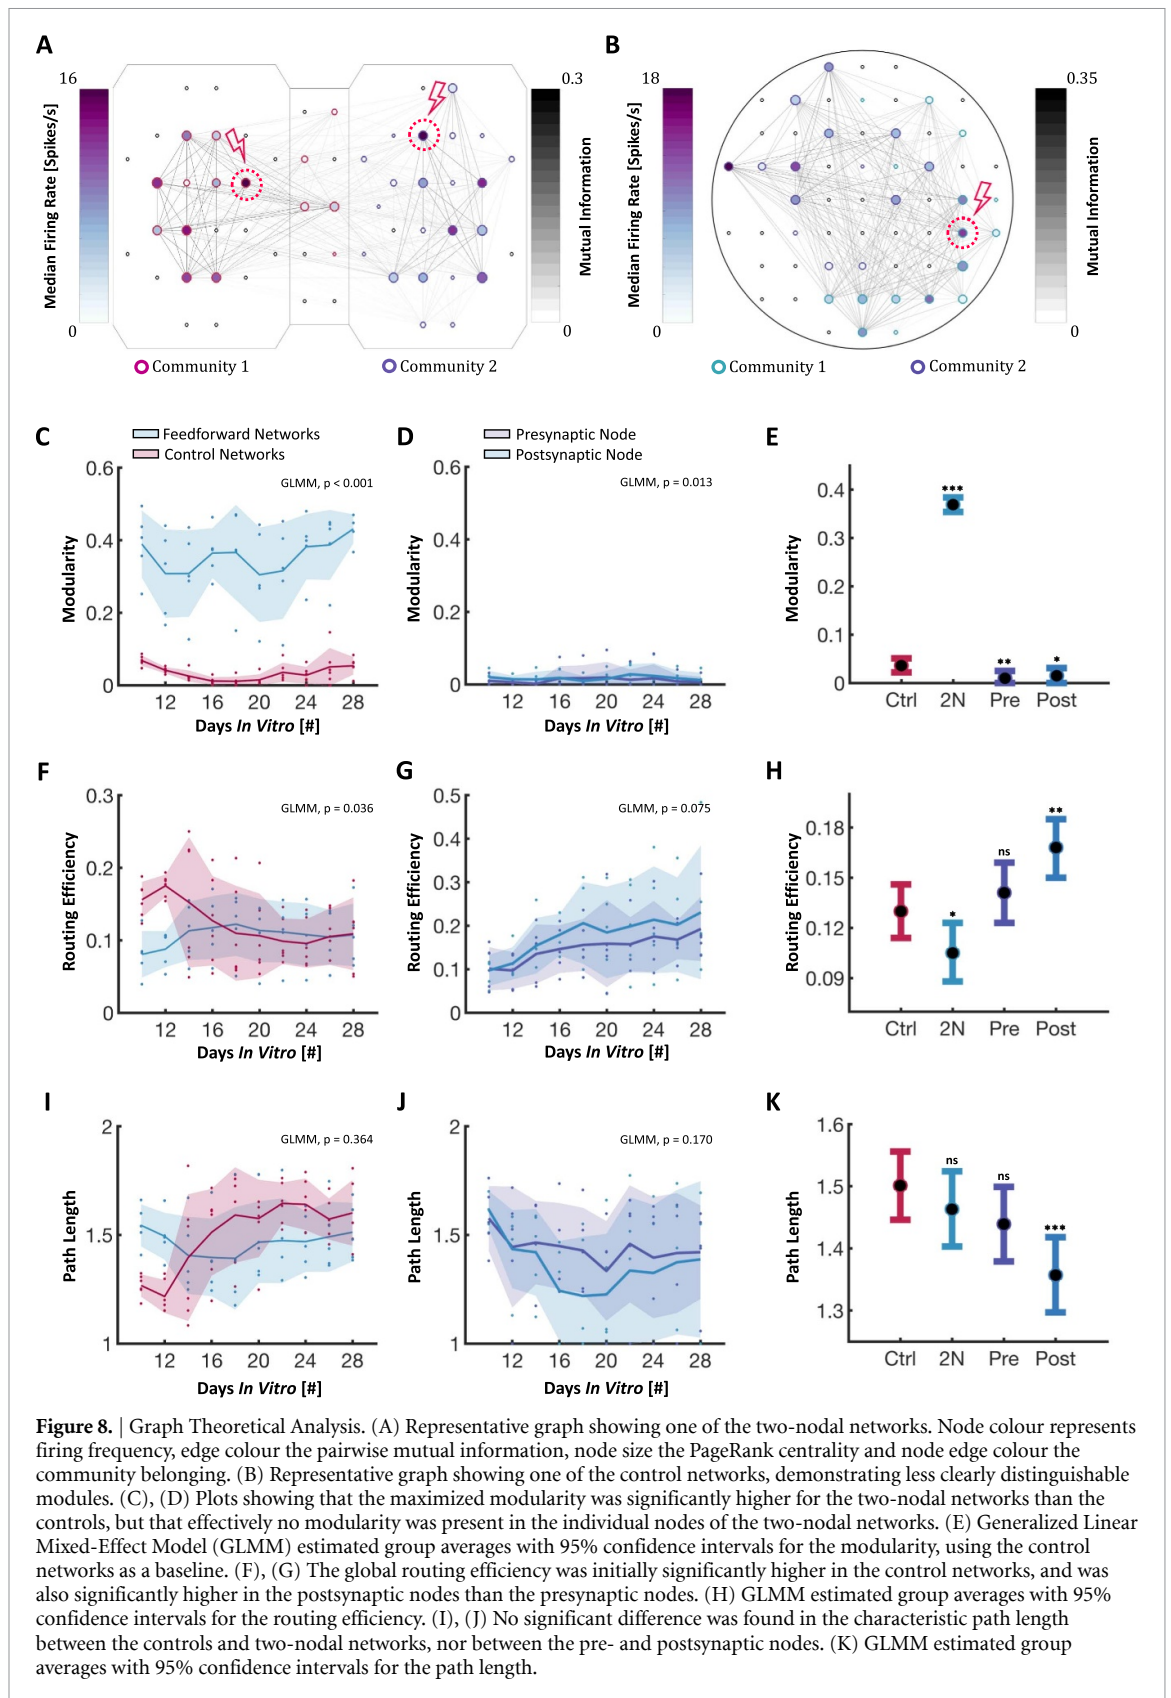 A
B
16
0.3
18
0.35
Median Firing Rate [Spikes/s]
Mutual Information
Median Firing Rate [Spikes/s]
Mutual Information
0
0
0
0
Community 1
Community 2
Community 1
Community 2
C
Feedforward Networks
Control Networks
D
Presynaptic Node
Postsynaptic Node
E
GLMM, p < 0.001
Modularity
0.6
0.4
0.2
0
12 16 20 24 28
Days In Vitro [#]
GLMM, p = 0.013
Modularity
0.6
0.4
0.2
0
12 16 20 24 28
Days In Vitro [#]
Modularity
0.4
0.3
0.2
0.1
0
***
**
*
Ctrl 2N Pre Post
F
G
H
GLMM, p = 0.036
Routing Efficiency
0.3
0.2
0.1
0
12 16 20 24 28
Days In Vitro [#]
GLMM, p = 0.075
Routing Efficiency
0.5
0.4
0.3
0.2
0.1
0
12 16 20 24 28
Days In Vitro [#]
Routing Efficiency
0.18
0.15
0.12
0.09
*
ns
**
Ctrl 2N Pre Post
I
J
K
GLMM, p = 0.364
Path Length
2
1.5
1
12 16 20 24 28
Days In Vitro [#]
GLMM, p = 0.170
Path Length
2
1.5
1
12 16 20 24 28
Days In Vitro [#]
Path Length
1.6
1.5
1.4
1.3
ns
ns
***
Ctrl 2N Pre Post
Figure 8. | Graph Theoretical Analysis. (A) Representative graph showing one of the two-nodal networks. Node colour represents
firing frequency, edge colour the pairwise mutual information, node size the PageRank centrality and node edge colour the
community belonging. (B) Representative graph showing one of the control networks, demonstrating less clearly distinguishable
modules. (C), (D) Plots showing that the maximized modularity was significantly higher for the two-nodal networks than the
controls, but that effectively no modularity was present in the individual nodes of the two-nodal networks. (E) Generalized Linear
Mixed-Effect Model (GLMM) estimated group averages with 95% confidence intervals for the modularity, using the control
networks as a baseline. (F), (G) The global routing efficiency was initially significantly higher in the control networks, and was
also significantly higher in the postsynaptic nodes than the presynaptic nodes. (H) GLMM estimated group averages with 95%
confidence intervals for the routing efficiency. (I), (J) No significant difference was found in the characteristic path length
between the controls and two-nodal networks, nor between the pre- and postsynaptic nodes. (K) GLMM estimated group
averages with 95% confidence intervals for the path length.